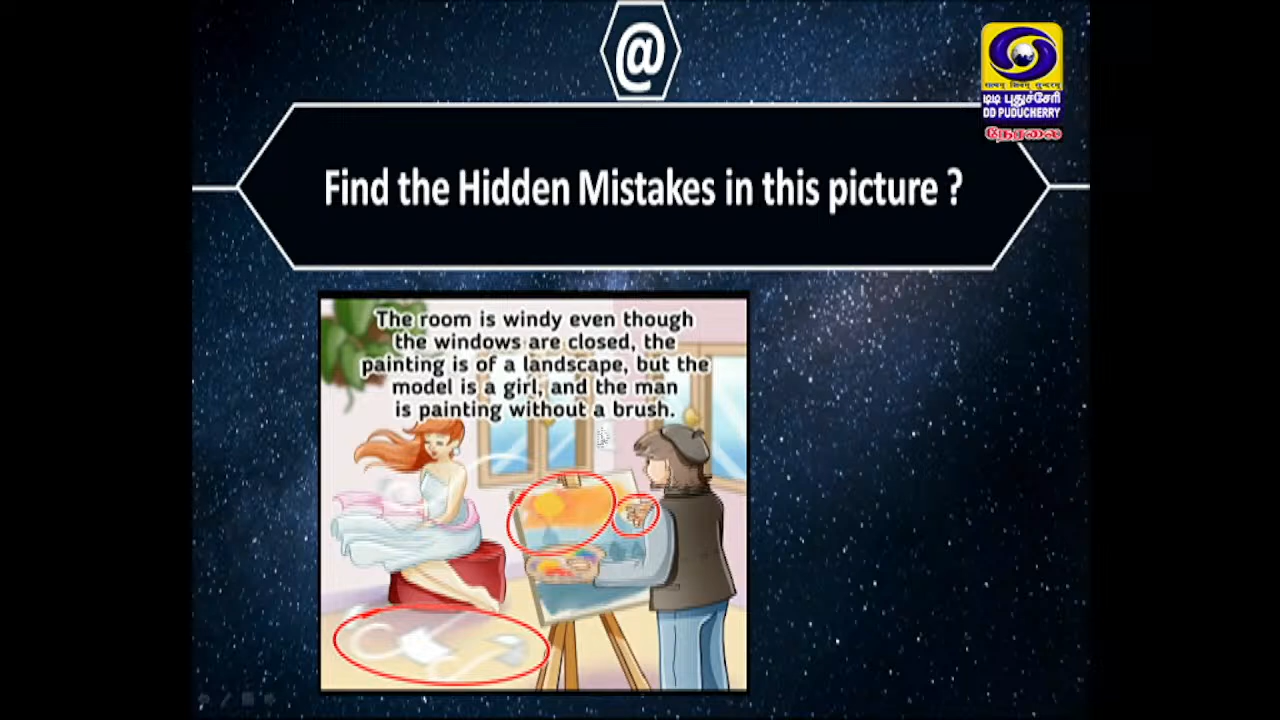 @
டிடி புதுச்சேரி
DD PUDUCHERRY
நேரலை
Find the Hidden Mistakes in this picture ?
The room is windy even though
the windows are closed, the
painting is of a landscape, but the
model is a girl, and the man
is painting without a brush.